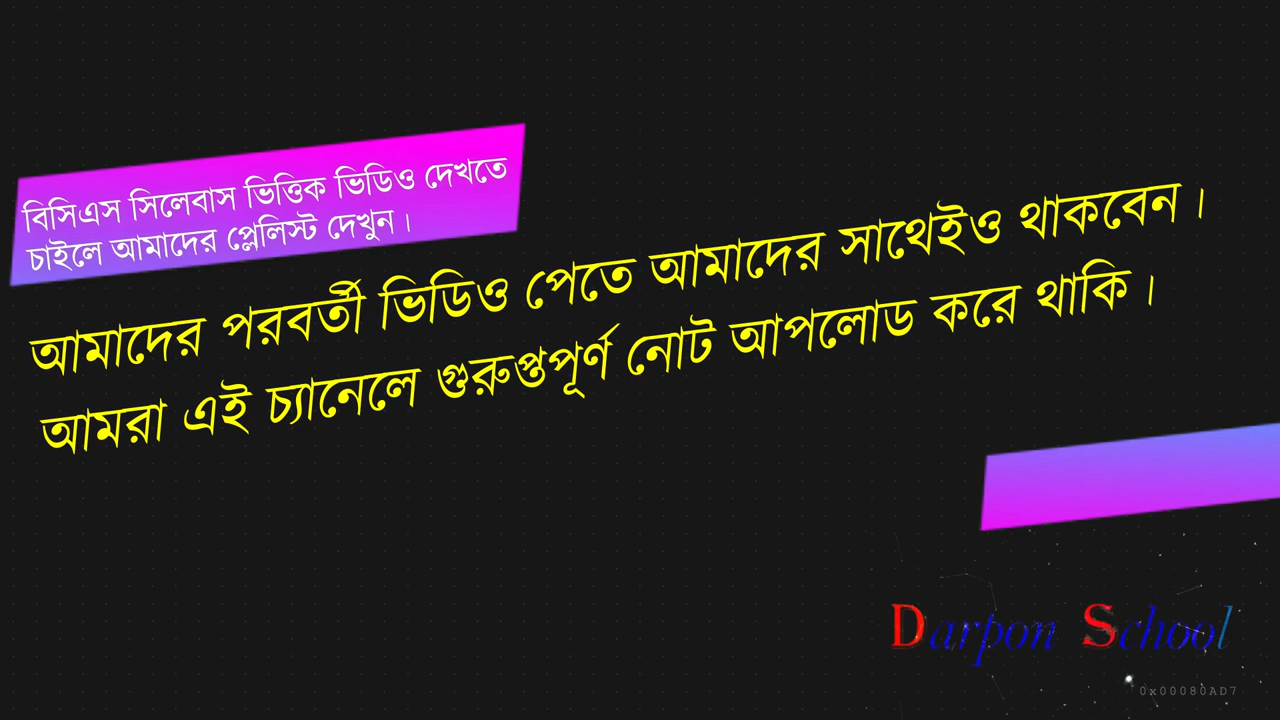 বিসিএস সিলেবাস ভিত্তিক ভিডিও দেখতে
চাইলে আমাদের প্লেলিস্ট দেখুন।
আমাদের পরবর্তী ভিডিও পেতে আমাদের সাথেইও থাকবেন।
আমরা এই চ্যানেলে গুরুপ্তপূর্ণ নোট আপলোড করে থাকি।
Darpon School
0x00080AD7